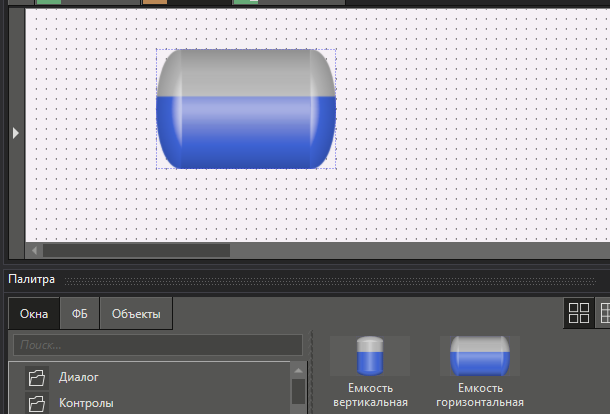 Палитра
Окна ФБ Объекты
Поиск...
Диалог
Контролы
Емкость
вертикальная
Емкость
горизонтальная